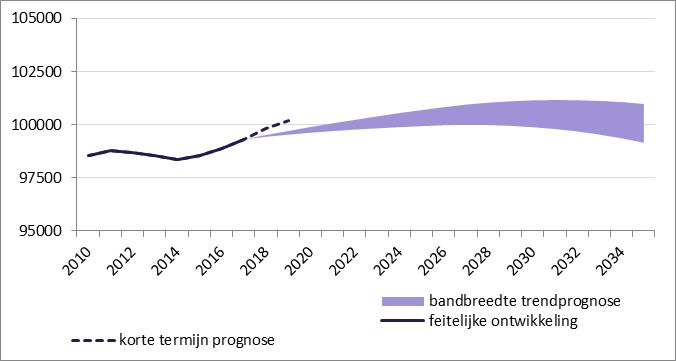 105000
102500
100000
97500
95000
2010 2012 2014 2016 2018 2020 2022 2024 2026 2028 2030 2032 2034
bandbreedte trendprognose
feitelijke ontwikkeling
korte termijn prognose